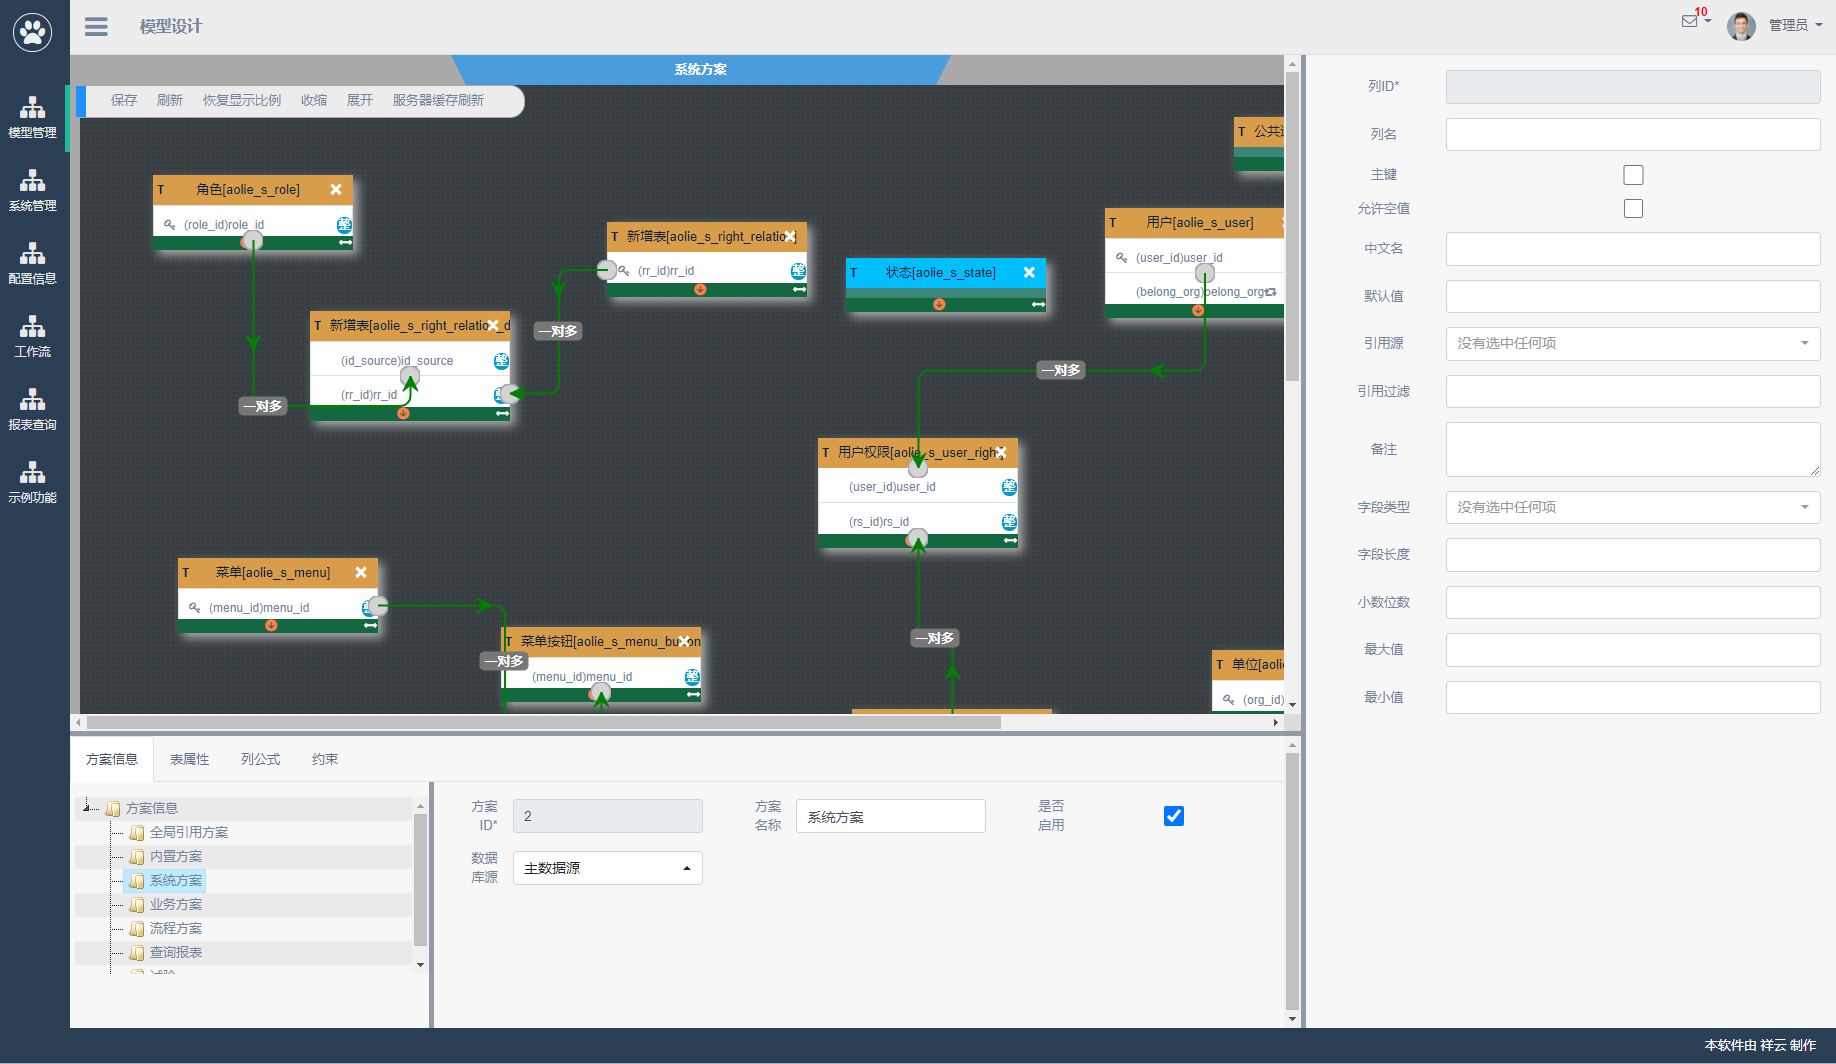 模型设计
10
管理员
模型管理
系统管理
配置信息
工作流
报表查询
示例功能
系统方案
保存 刷新 恢复显示比例 收缩 展开 服务器缓存刷新
T 公共
T 角色[aolie_s_role]
(role_id)role_id 整
T 新增表[aolie_s_right_relatio
(rr_id)rr_id 整
T 状态[aolie_s_state]
T 用户[aolie_s_user]
(user_id)user_id
(belong_org)belong_org
T 新增表[aolie_s_right_relatio d
(id_source)id_source 整
(rr_id)rr_id
一对多
一对多
一对多
T 用户权限[aolie_s_user_righ
(user_id)user_id 整
(rs_id)rs_id 整
T 菜单[aolie_s_menu]
(menu_id)menu_id
一对多
T 菜单按钮[aolie_s_menu_button
一对多
(menu_id)menu_id 整
T 单位[aolie
(org_id)
列ID*
列名
主键
允许空值
中文名
默认值
引用源 没有选中任何项
引用过滤
备注
字段类型 没有选中任何项
字段长度
小数位数
最大值
最小值
方案信息 表属性 列公式 约束
方案信息
全局引用方案
内置方案
系统方案
业务方案
流程方案
查询报表
方案ID* 2
方案名称 系统方案
是否启用
数据库源 主数据源
本软件由 祥云 制作